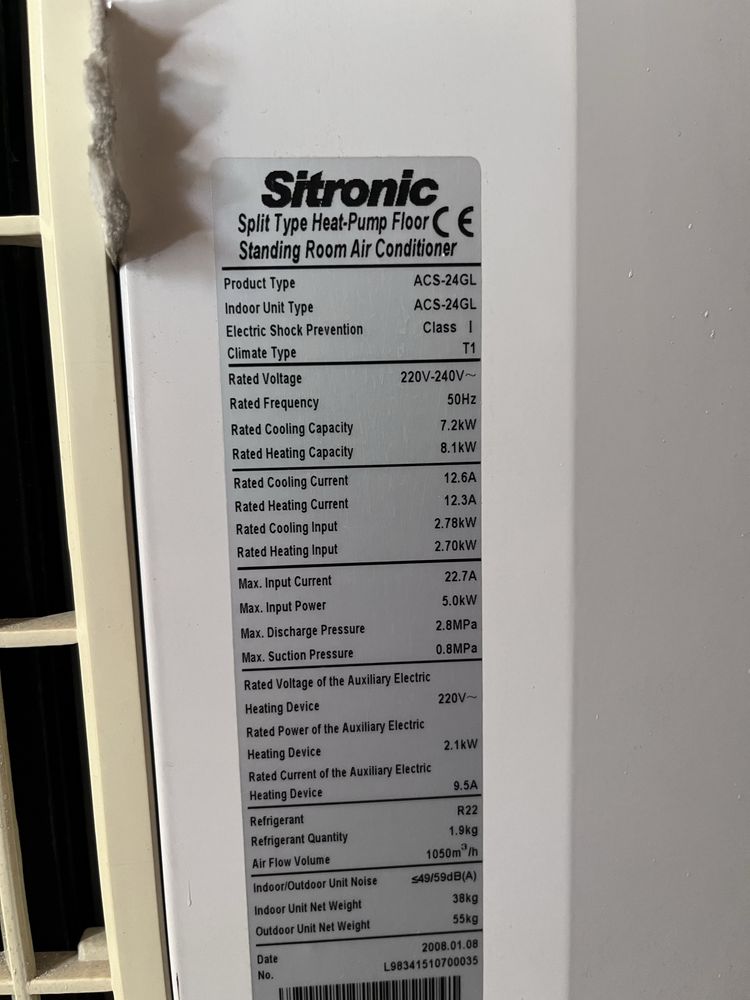 Sitronic
Split Type Heat-Pump Floor CE
Standing Room Air Conditioner
Product Type ACS-24GL
Indoor Unit Type ACS-24GL
Electric Shock Prevention Class I
Climate Type T1
Rated Voltage 220V-240V~
Rated Frequency 50Hz
Rated Cooling Capacity 7.2kW
Rated Heating Capacity 8.1kW
Rated Cooling Current 12.6A
Rated Heating Current 12.3A
Rated Cooling Input 2.78kW
Rated Heating Input 2.70kW
Max. Input Current 22.7A
Max. Input Power 5.0kW
Max. Discharge Pressure 2.8MPa
Max. Suction Pressure 0.8MPa
Rated Voltage of the Auxiliary Electric
Heating Device 220V~
Rated Power of the Auxiliary Electric
Heating Device 2.1kW
Rated Current of the Auxiliary Electric
Heating Device 9.5A
Refrigerant R22
Refrigerant Quantity 1.9kg
Air Flow Volume 1050m³/h
Indoor/Outdoor Unit Noise ≤49/59dB(A)
Indoor Unit Net Weight 38kg
Outdoor Unit Net Weight 55kg
Date 2008.01.08
No. L98341510700035